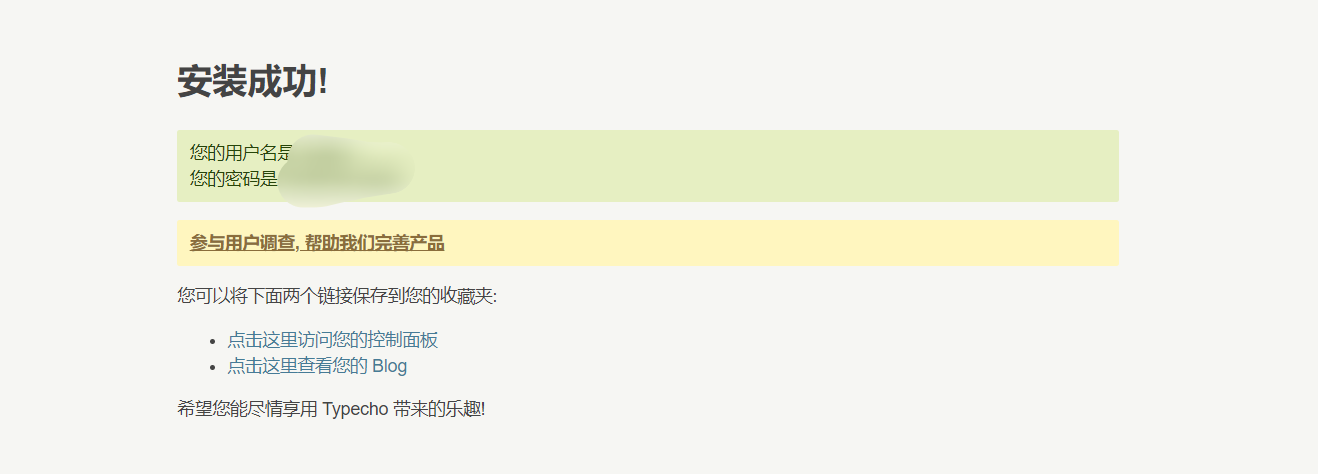 安装成功!
您的用户名是
您的密码是
参与用户调查, 帮助我们完善产品
您可以将下面两个链接保存到您的收藏夹:
点击这里访问您的控制面板
点击这里查看您的 Blog
希望您能尽情享用 Typecho 带来的乐趣!